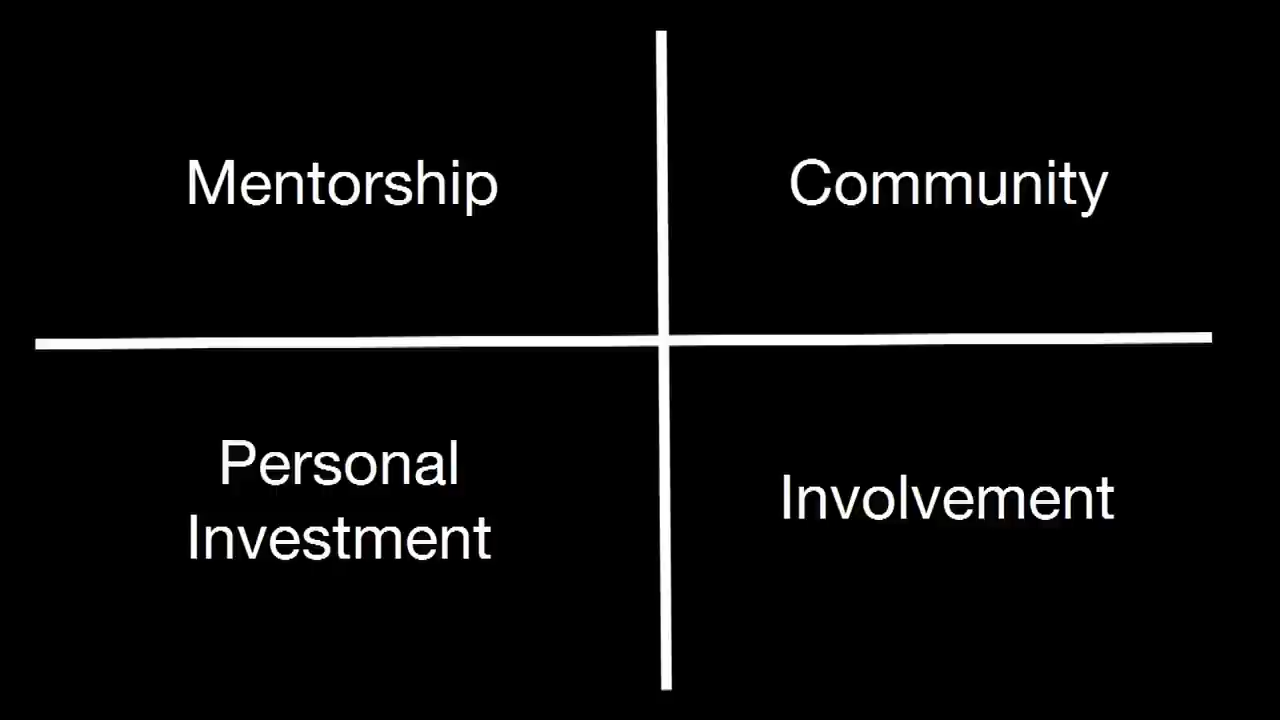 Mentorship
Community
Personal
Investment
Involvement